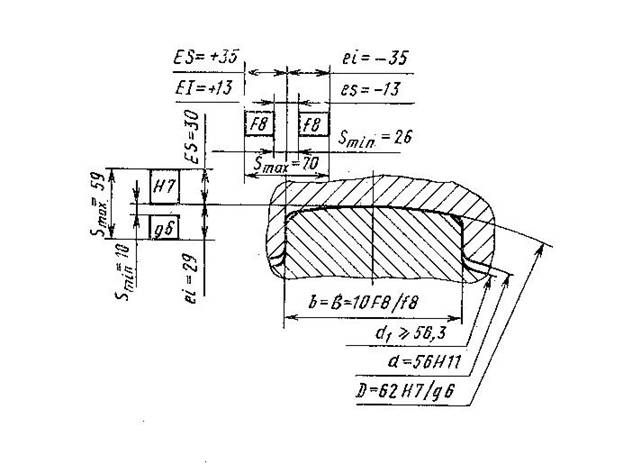 ES=+35
ei=−35
EI=+13
es=−13
F8
f8
Smin=26
Smax=70
ES=30
H7
Smax=59
g6
Smin=10
ei=29
b=B=10F8/f8
d₁⩾56,3
d=56H11
D=62H7/g6